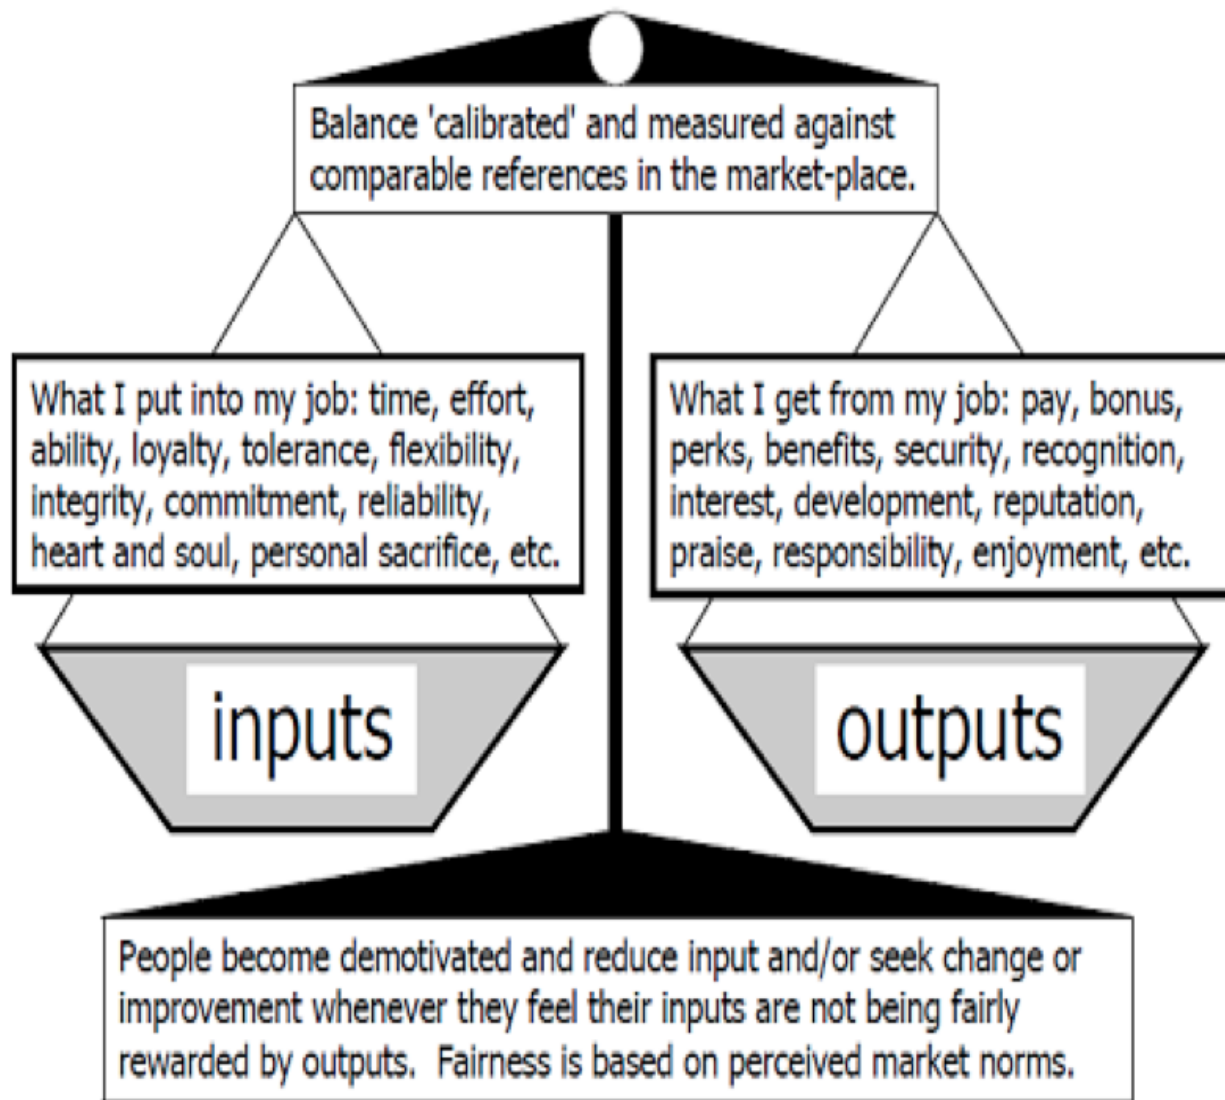 Balance 'calibrated' and measured against
comparable references in the market-place.
What I put into my job: time, effort,
ability, loyalty, tolerance, flexibility,
integrity, commitment, reliability,
heart and soul, personal sacrifice, etc.
What I get from my job: pay, bonus,
perks, benefits, security, recognition,
interest, development, reputation,
praise, responsibility, enjoyment, etc.
inputs
outputs
People become demotivated and reduce input and/or seek change or
improvement whenever they feel their inputs are not being fairly
rewarded by outputs.  Fairness is based on perceived market norms.